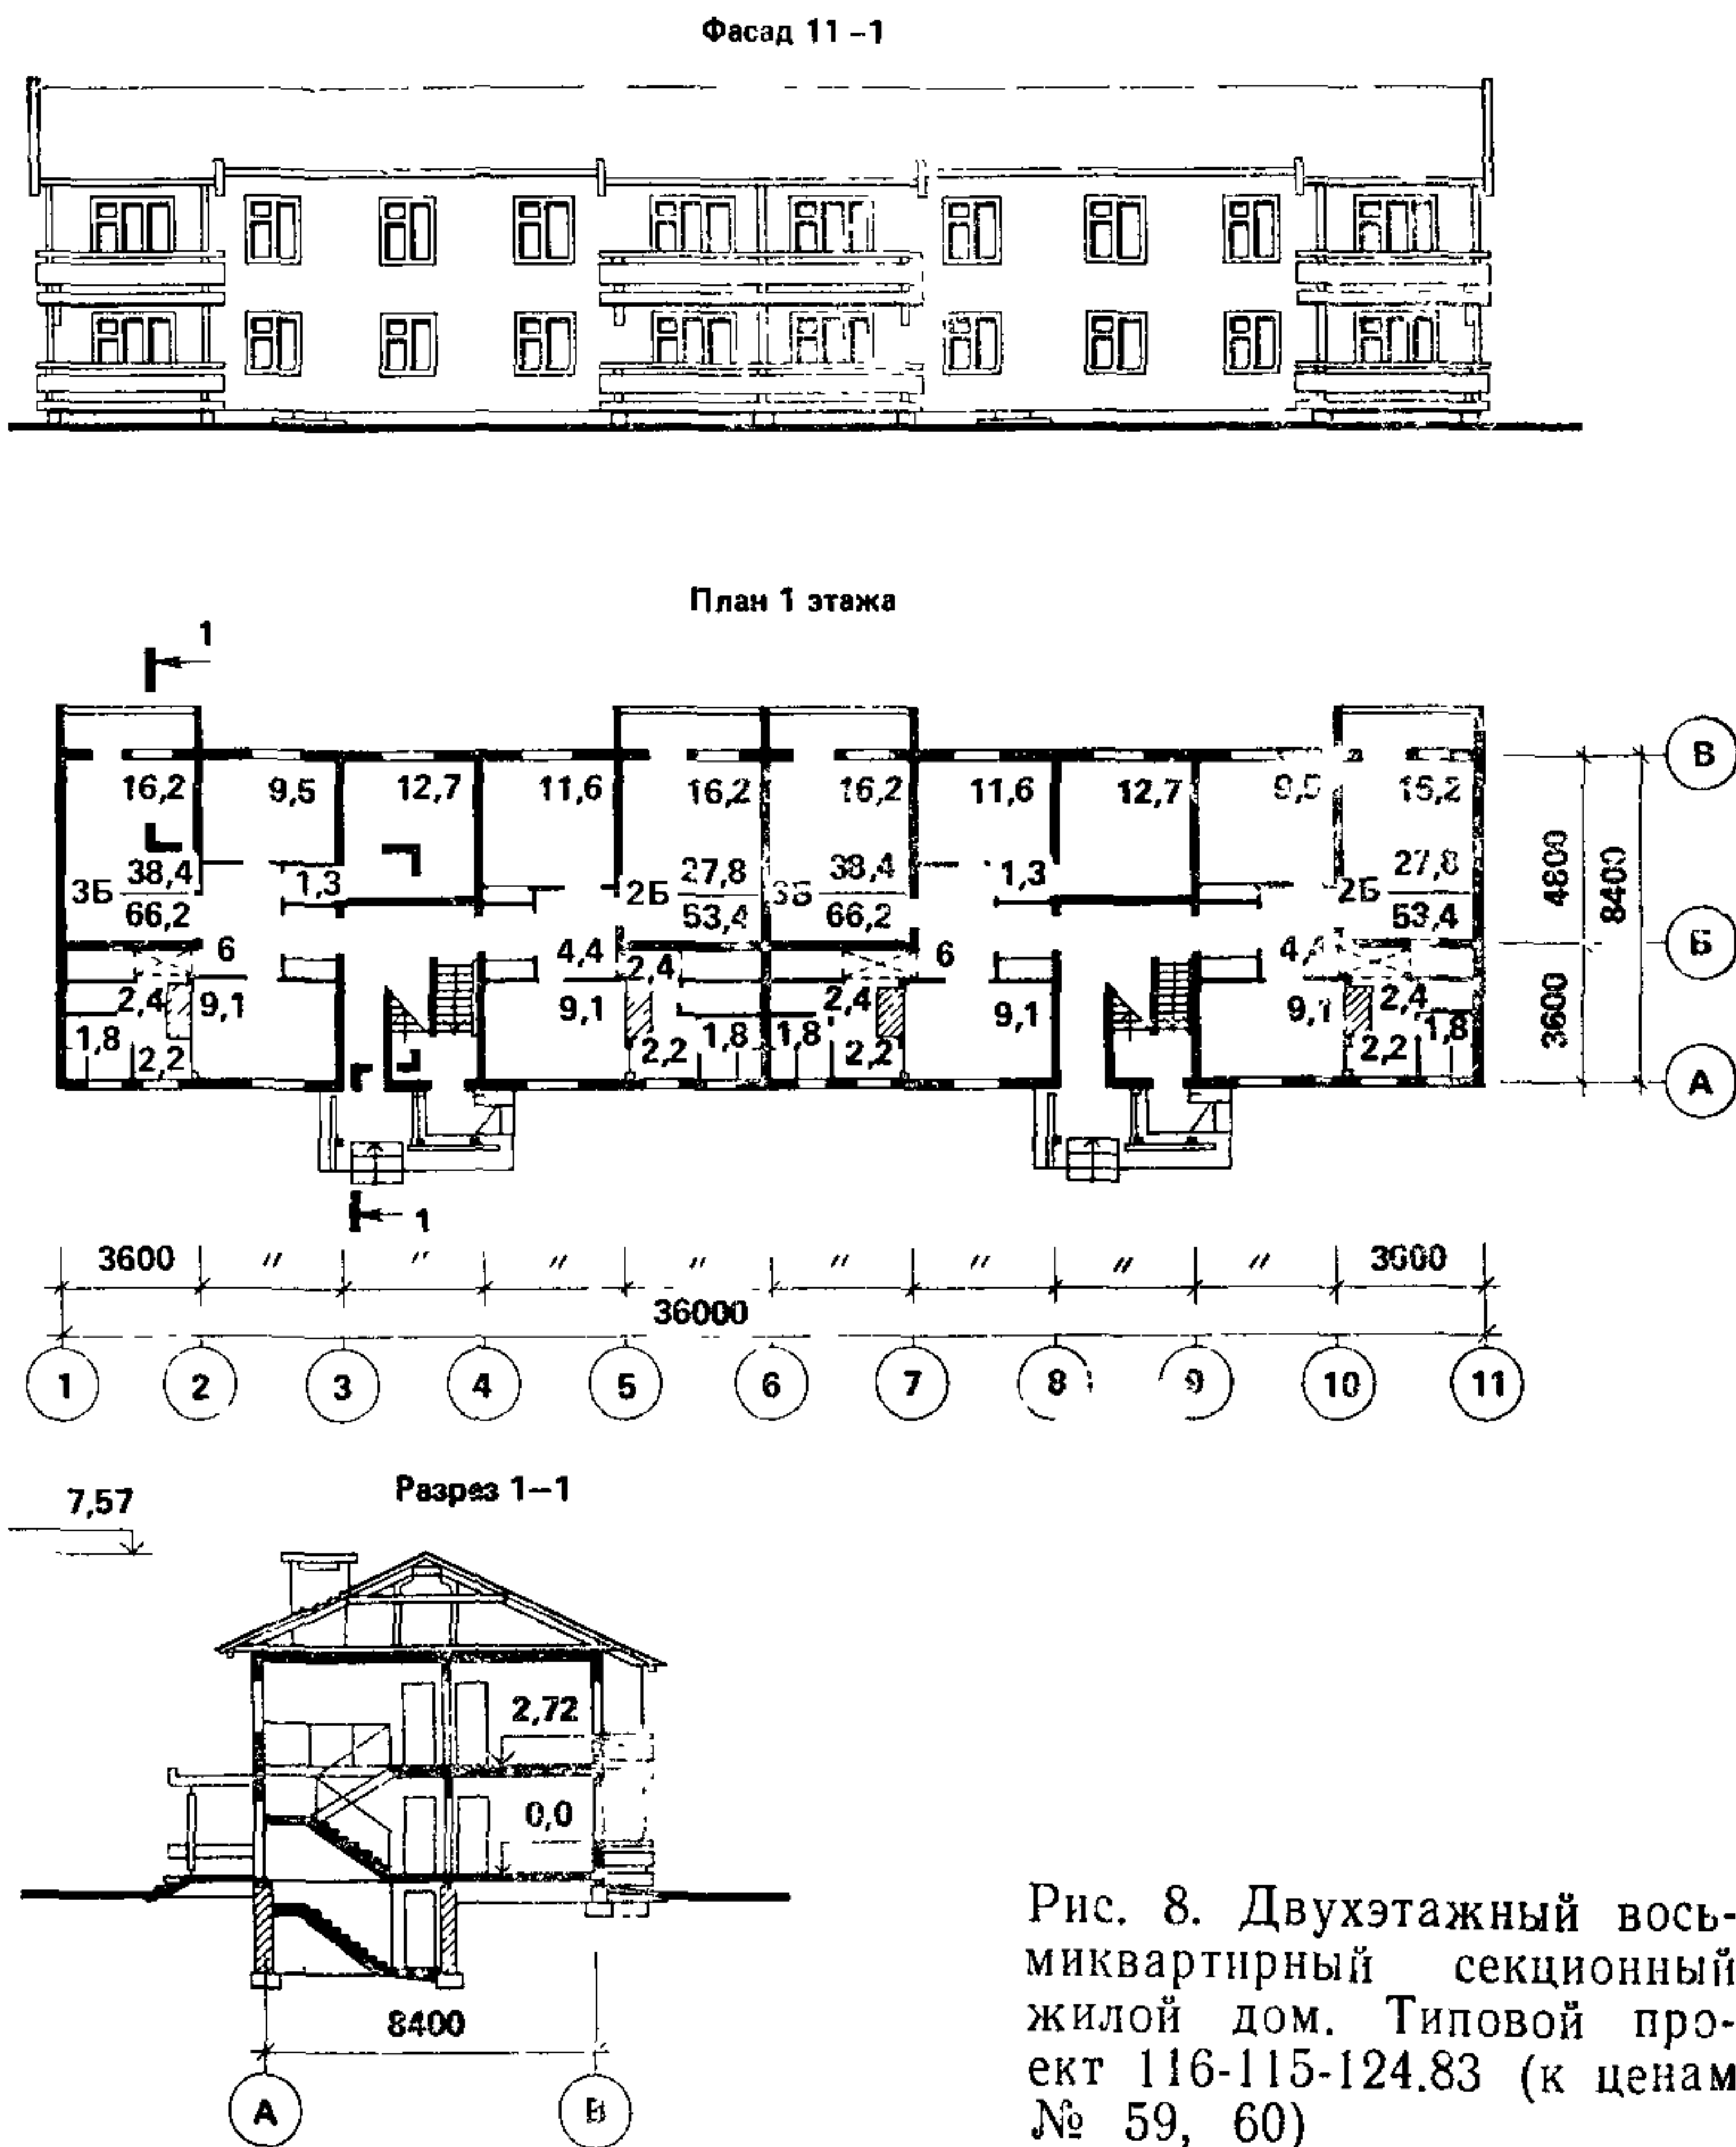 Фасад 11–1
План 1 этажа
1
В
16,2 9,5 12,7 11,6 16,2 16,2 11,6 12,7 9,5 16,2
4800
8400
3Б 38,4 1,3 2Б 27,8 3Б 38,4 1,3 2Б 27,8
66,2 53,4 66,2 53,4
Б
6 4,4 2,4 6 4,4
2,4 9,1 9,1 2,4 9,1 9,1 2,4
3600
1,8 2,2 2,2 1,8 1,8 2,2 2,2 1,8
А
1
3600 〃 〃 〃 〃 〃 〃 〃 〃 3600
36000
1 2 3 4 5 6 7 8 9 10 11
Разрез 1–1
7,57
2,72
0,0
8400
А В
Рис. 8. Двухэтажный вось-
миквартирный секционный
жилой дом. Типовой про-
ект 116-115-124.83 (к ценам
№ 59, 60)